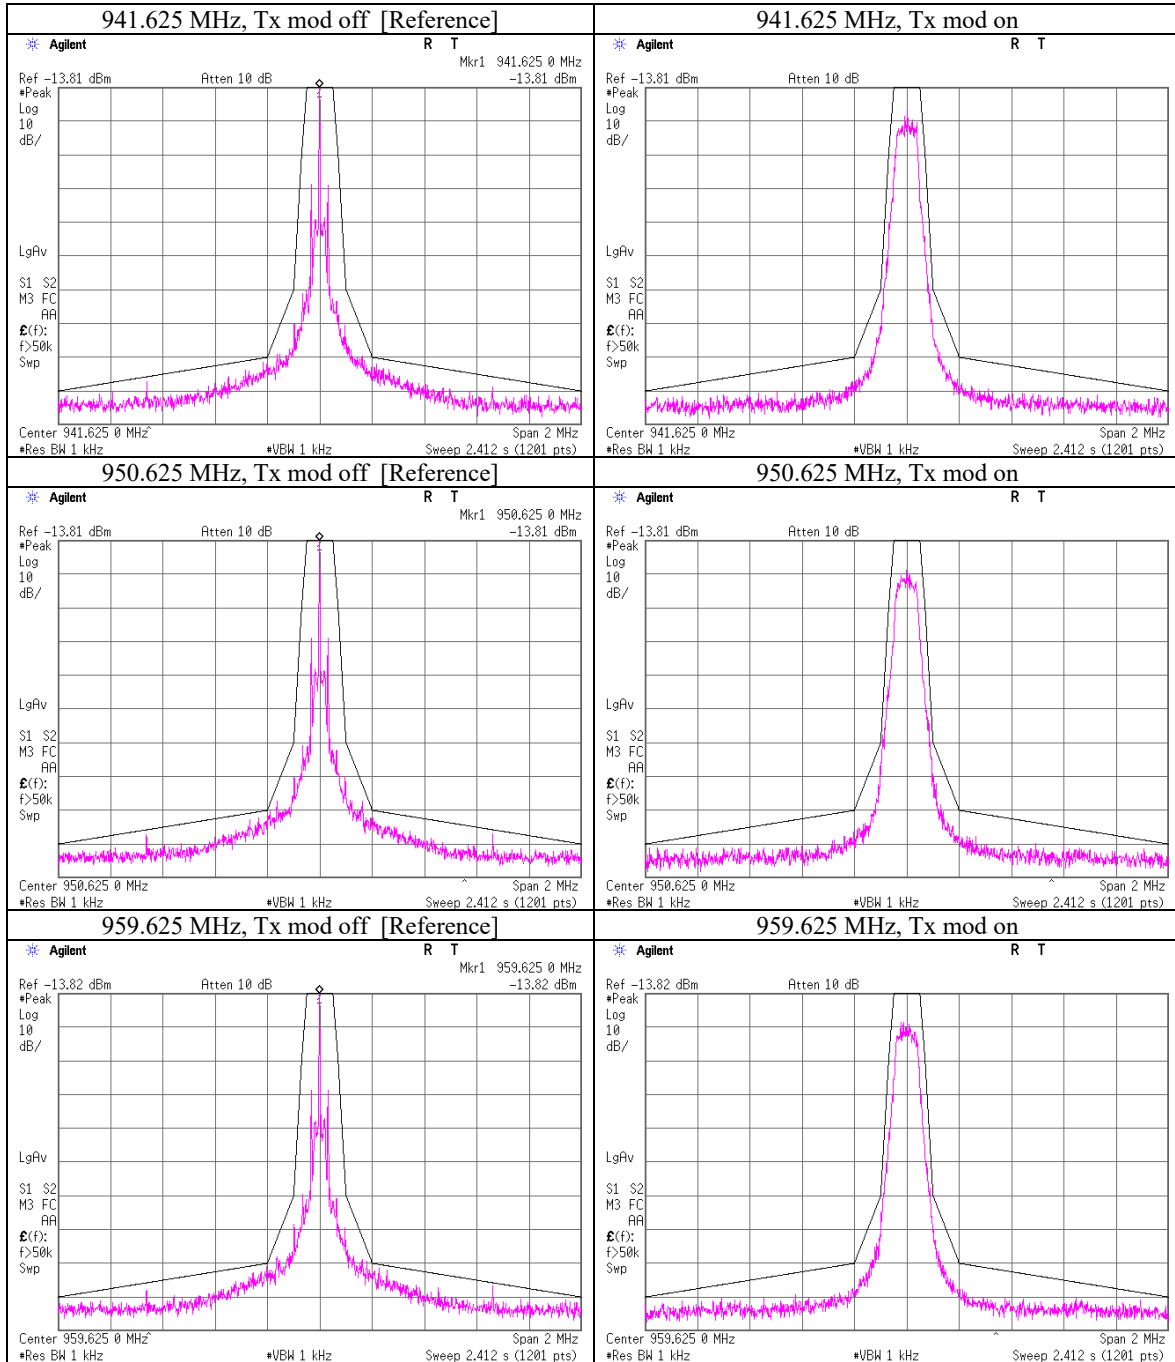 941.625 MHz, Tx mod off [Reference]
941.625 MHz, Tx mod on
Agilent R T
Mkr1 941.625 0 MHz
Ref -13.81 dBm Atten 10 dB -13.81 dBm
#Peak
Log
10
dB/
LgAv
S1 S2
M3 FC
AA
£(f):
f>50k
Swp
Center 941.625 0 MHz^ Span 2 MHz
#Res BW 1 kHz #VBW 1 kHz Sweep 2.412 s (1201 pts)
Agilent R T
Ref -13.81 dBm Atten 10 dB
#Peak
Log
10
dB/
LgAv
S1 S2
M3 FC
AA
£(f):
f>50k
Swp
Center 941.625 0 MHz Span 2 MHz
#Res BW 1 kHz #VBW 1 kHz Sweep 2.412 s (1201 pts)
950.625 MHz, Tx mod off [Reference]
950.625 MHz, Tx mod on
Agilent R T
Mkr1 950.625 0 MHz
Ref -13.81 dBm Atten 10 dB -13.81 dBm
#Peak
Log
10
dB/
1
LgAv
S1 S2
M3 FC
AA
£(f):
f>50k
Swp
Center 950.625 0 MHz ^ Span 2 MHz
#Res BW 1 kHz #VBW 1 kHz Sweep 2.412 s (1201 pts)
Agilent R T
Ref -13.81 dBm Atten 10 dB
#Peak
Log
10
dB/
LgAv
S1 S2
M3 FC
AA
£(f):
f>50k
Swp
Center 950.625 0 MHz ^ Span 2 MHz
#Res BW 1 kHz #VBW 1 kHz Sweep 2.412 s (1201 pts)
959.625 MHz, Tx mod off [Reference]
959.625 MHz, Tx mod on
Agilent R T
Mkr1 959.625 0 MHz
Ref -13.82 dBm Atten 10 dB -13.82 dBm
#Peak
Log
10
dB/
LgAv
S1 S2
M3 FC
AA
£(f):
f>50k
Swp
Center 959.625 0 MHz^ Span 2 MHz
#Res BW 1 kHz #VBW 1 kHz Sweep 2.412 s (1201 pts)
Agilent R T
Ref -13.82 dBm Atten 10 dB
#Peak
Log
10
dB/
LgAv
S1 S2
M3 FC
AA
£(f):
f>50k
Swp
Center 959.625 0 MHz ^ Span 2 MHz
#Res BW 1 kHz #VBW 1 kHz Sweep 2.412 s (1201 pts)